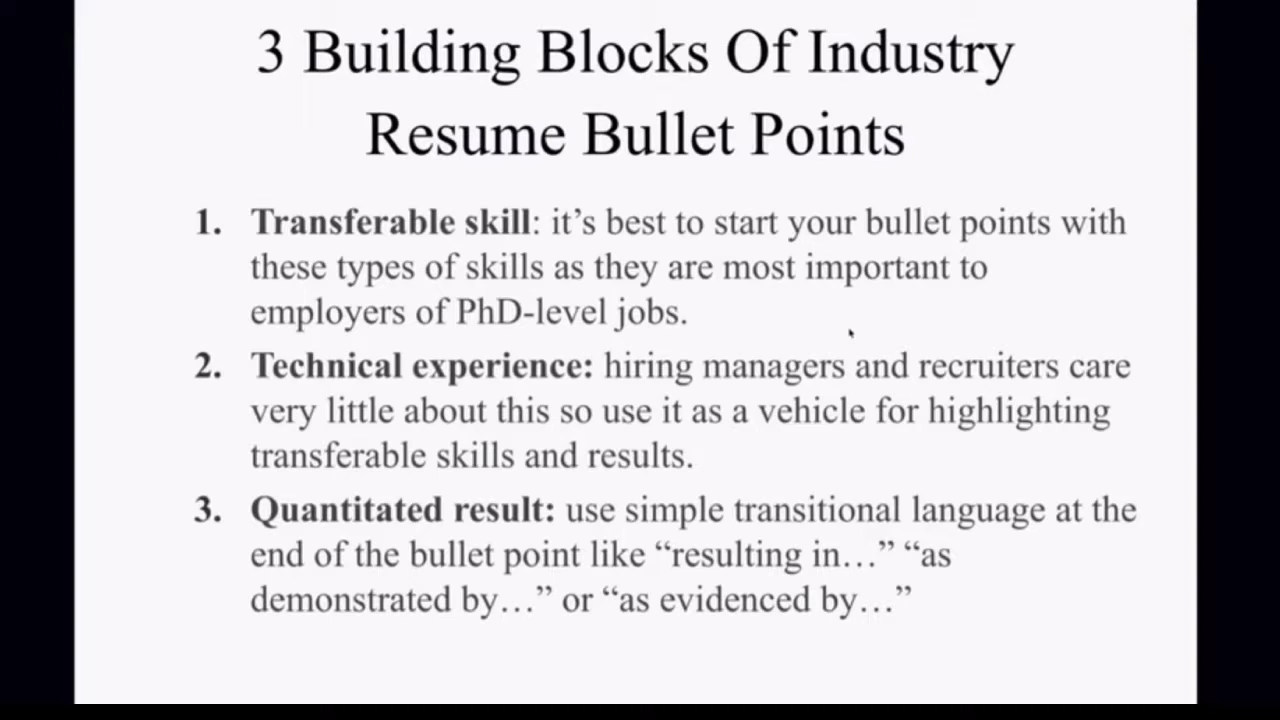 3 Building Blocks Of Industry
Resume Bullet Points
1. Transferable skill: it’s best to start your bullet points with
these types of skills as they are most important to
employers of PhD-level jobs.
2. Technical experience: hiring managers and recruiters care
very little about this so use it as a vehicle for highlighting
transferable skills and results.
3. Quantitated result: use simple transitional language at the
end of the bullet point like “resulting in…” “as
demonstrated by…” or “as evidenced by…”